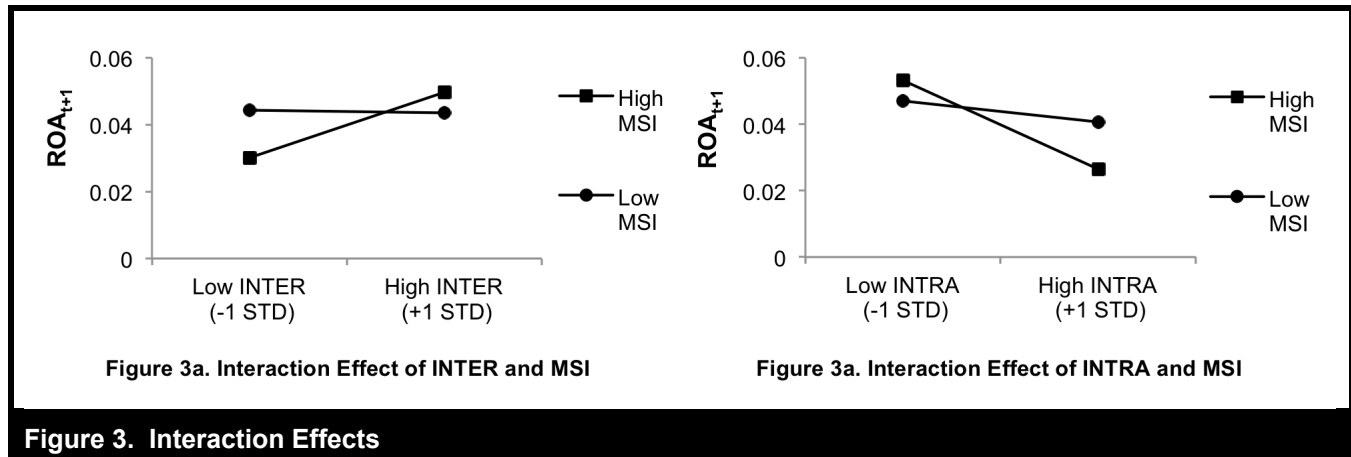 0.06
0.04
0.02
0
ROAt+1
Low INTER
(-1 STD)
High INTER
(+1 STD)
High
MSI
Low
MSI
Figure 3a. Interaction Effect of INTER and MSI
0.06
0.04
0.02
0
ROAt+1
Low INTRA
(-1 STD)
High INTRA
(+1 STD)
High
MSI
Low
MSI
Figure 3a. Interaction Effect of INTRA and MSI
Figure 3. Interaction Effects